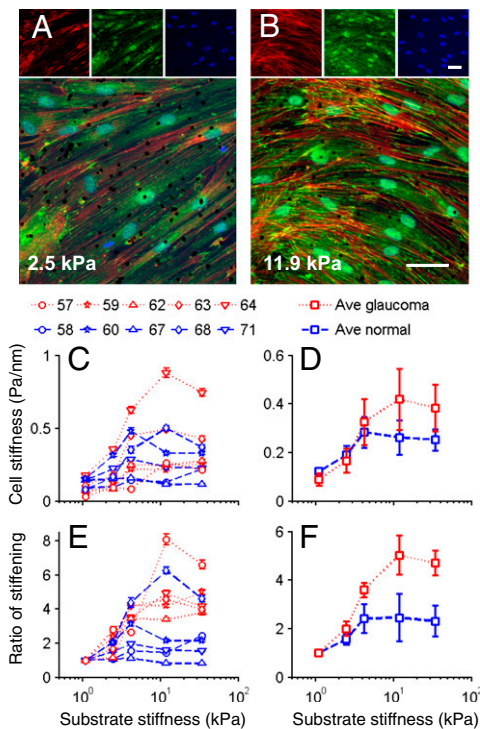 A
B
2.5 kPa
11.9 kPa
57 59 62 63 64
Ave glaucoma
58 60 67 68 71
Ave normal
C
D
Cell stiffness (Pa/nm)
1
0.5
0
0.6
0.4
0.2
0
E
F
Ratio of stiffening
8
6
4
2
0
6
4
2
0
10⁰ 10¹ 10²
10⁰ 10¹ 10²
Substrate stiffness (kPa)
Substrate stiffness (kPa)